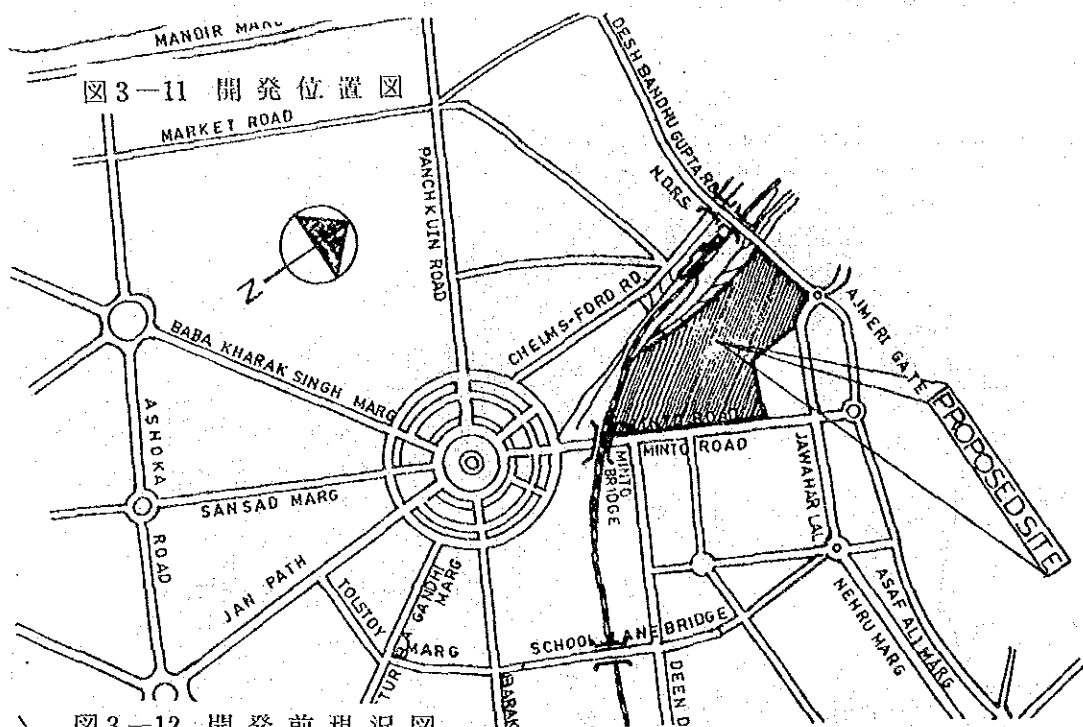 MANDIR MARG
図3-11 開発位置図
MARKET ROAD
PANCHKUIN ROAD
DESH BANDHU GUPTA RD.
N.D.R.S.
N
CHELMS-FORD RD.
AJMERI GATE
PROPOSED SITE
BABA KHARAK SINGH MARG
ASHOKA ROAD
SANSAD MARG
MINTO ROAD
MINTO ROAD
MINTO BRIDGE
JAWAHAR LAL
NEHRU MARG
ASAF ALI MARG
JAN PATH
TOLSTOY MARG
GANDHI MARG
SCHOOL LANE BRIDGE
BARAK
DEEN D
図3-12 開発前現況図